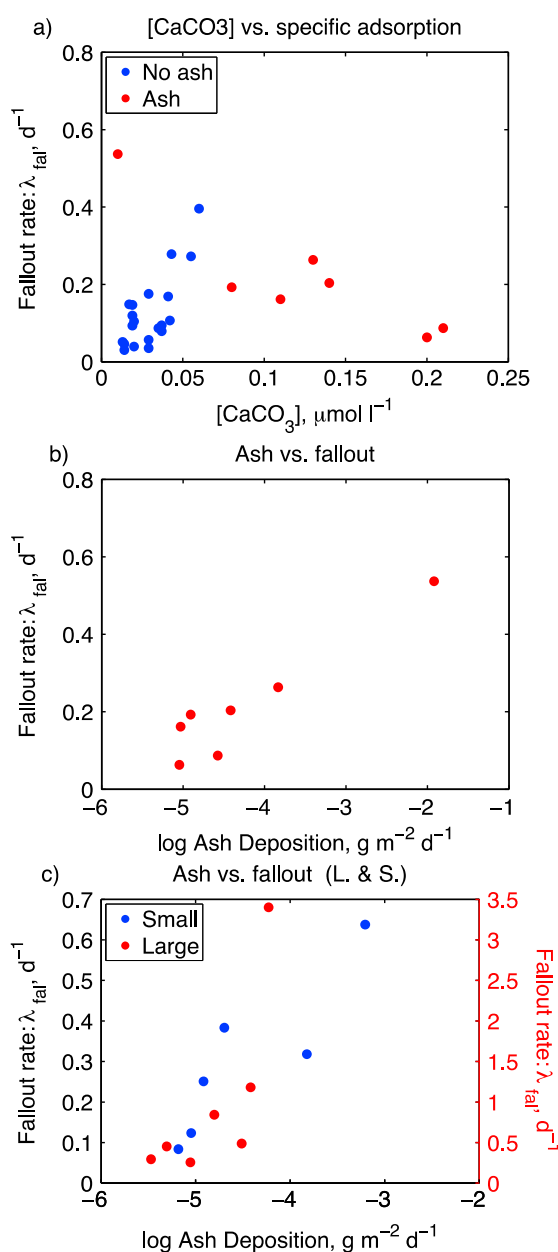 a)
[CaCO3] vs. specific adsorption
No ash
Ash
Fallout rate: λ fal, d−1
0.8
0.6
0.4
0.2
0
0
0.05
0.1
0.15
0.2
0.25
[CaCO3], μmol l−1
b)
Ash vs. fallout
Fallout rate: λ fal, d−1
0.8
0.6
0.4
0.2
0
−6
−5
−4
−3
−2
−1
log Ash Deposition, g m−2 d−1
c)
Ash vs. fallout (L. & S.)
Small
Large
Fallout rate: λ fal, d−1
0.7
0.6
0.5
0.4
0.3
0.2
0.1
0
3.5
3
2.5
2
1.5
1
0.5
0
Fallout rate: λ fal, d−1
−6
−5
−4
−3
−2
log Ash Deposition, g m−2 d−1